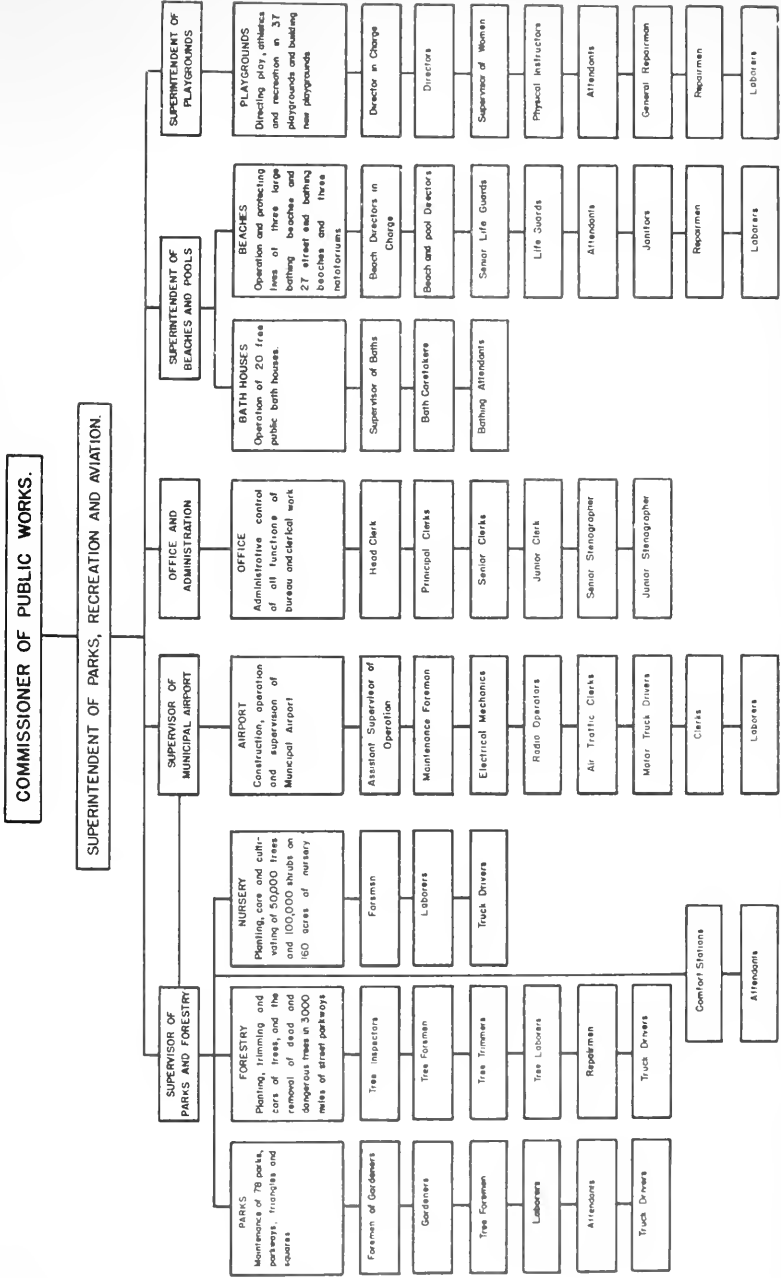 COMMISSIONER OF PUBLIC WORKS.
SUPERINTENDENT OF PARKS, RECREATION AND AVIATION.
SUPERVISOR OF
PARKS AND FORESTRY
PARKS
Maintenance of 78 parks,
parkways, triangles and
squares
Foremen of Gardeners
Gardeners
Tree Foremen
Laborers
Attendants
Truck Drivers
FORESTRY
Planting, trimming and
care of trees, and the
removal of dead and
dangerous trees in 3000
miles of street parkways
Tree Inspectors
Tree Foremen
Tree Trimmers
Tree Laborers
Repairmen
Truck Drivers
NURSERY
Planting, care and culti-
vating of 50,000 trees
and 100,000 shrubs on
160 acres of nursery
Foremen
Laborers
Truck Drivers
Comfort Stations
Attendants
SUPERVISOR OF
MUNICIPAL AIRPORT
AIRPORT
Construction, operation
and supervision of
Municipal Airport
Assistant Supervisor of
Operation
Maintenance Foreman
Electrical Mechanics
Radio Operators
Air Traffic Clerks
Motor Truck Drivers
Clerks
Laborers
OFFICE AND
ADMINISTRATION
OFFICE
Administrative control
of all functions of
bureau and clerical work
Head Clerk
Prinicipal Clerks
Senior Clerks
Junior Clerk
Senior Stenographer
Junior Stenographer
SUPERINTENDENT OF
BEACHES AND POOLS
BATH HOUSES
Operation of 20 free
public bath houses.
Supervisor of Baths
Bath Caretakers
Bathing Attendants
BEACHES
Operation and protecting
lives of three large
bathing beaches and
27 street end bathing
beaches and three
natatoriums
Beach Directors in
Charge
Beach and pool Directors
Senior Life Guards
Life Guards
Attendants
Janitors
Repairmen
Laborers
SUPERINTENDENT OF
PLAYGROUNDS
PLAYGROUNDS
Directing play, athletics
and recreation in 37
playgrounds and building
new playgrounds
Director in Charge
Directors
Supervisor of Women
Physical Instructors
Attendants
General Repairman
Repairmen
Laborers